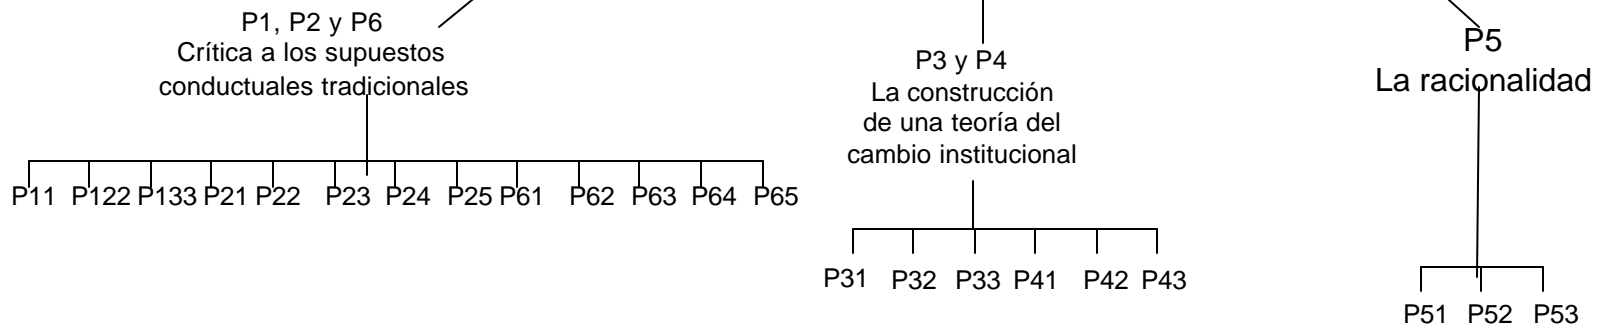 P1, P2 y P6
Crítica a los supuestos
conductuales tradicionales
P11 P122 P133 P21 P22 P23 P24 P25 P61 P62 P63 P64 P65
P3 y P4
La construcción
de una teoría del
cambio institucional
P31 P32 P33 P41 P42 P43
P5
La racionalidad
P51 P52 P53